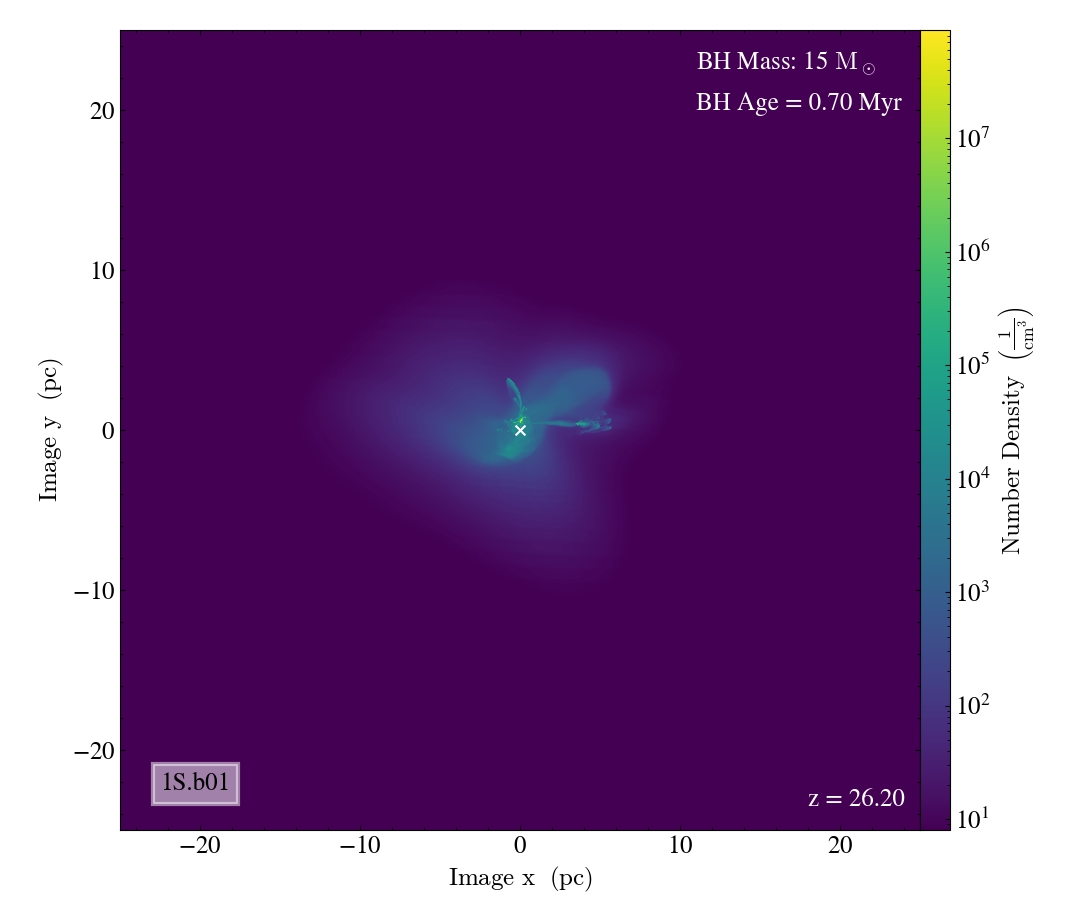 BH Mass: 15 M⊙
BH Age = 0.70 Myr
20
10
0
−10
−20
Image y (pc)
1S.b01
z = 26.20
−20 −10 0 10 20
Image x (pc)
10⁷
10⁶
10⁵
10⁴
10³
10²
10¹
Number Density (1/cm³)